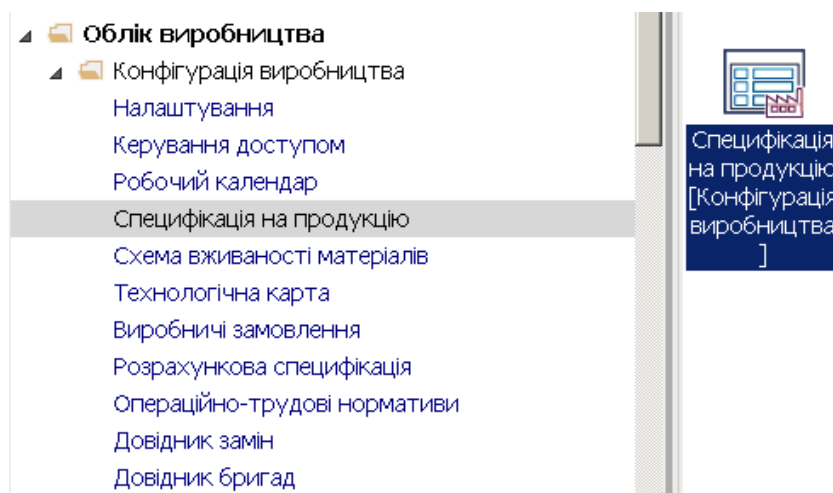 Облік виробництва
Конфігурація виробництва
Налаштування
Керування доступом
Робочий календар
Специфікація на продукцію
Схема вживаності матеріалів
Технологічна карта
Виробничі замовлення
Розрахункова специфікація
Операційно-трудові нормативи
Довідник замін
Довідник бригад
Специфікація
на продукцію
[Конфігурація
виробництва
]